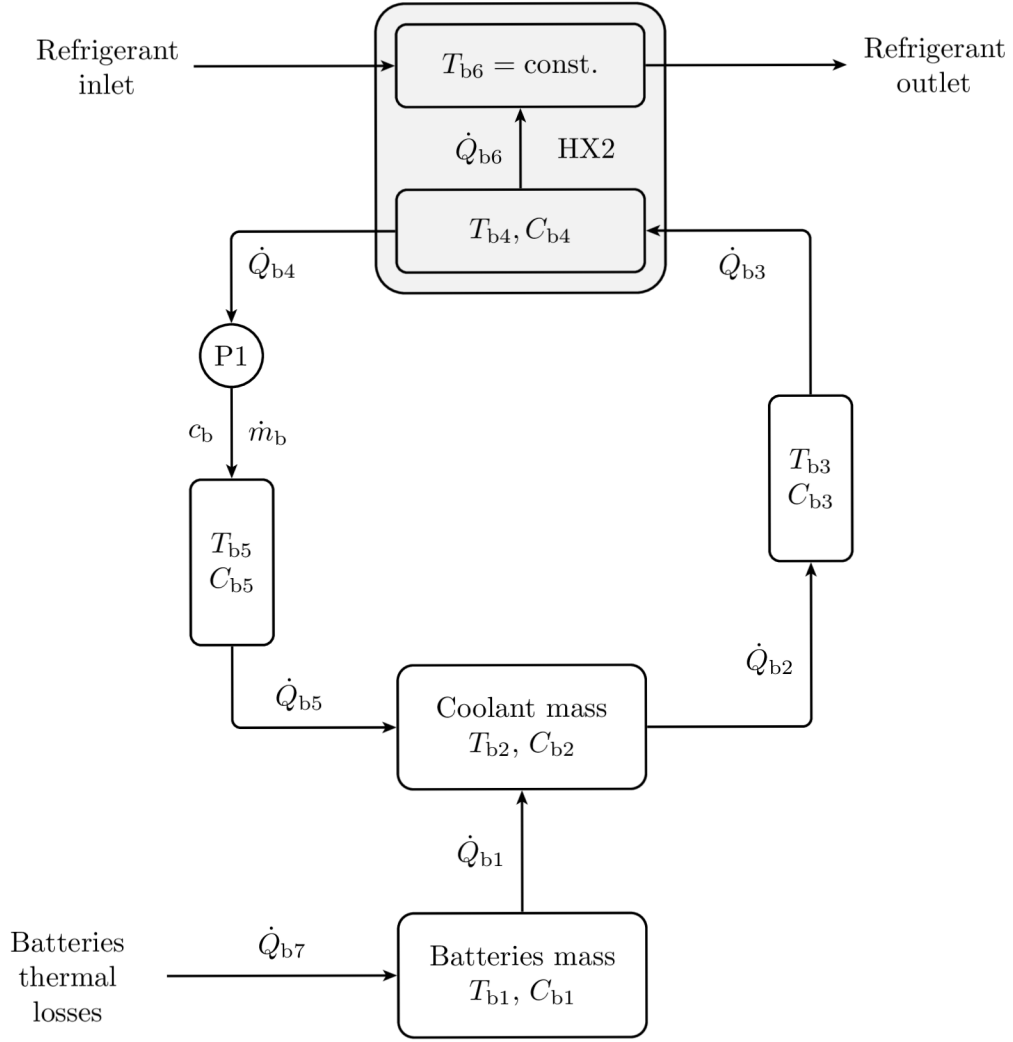 Refrigerant
inlet
T_b6 = const.
Refrigerant
outlet
Q̇_b6
HX2
T_b4, C_b4
Q̇_b4
Q̇_b3
P1
c_b
ṁ_b
T_b3
C_b3
T_b5
C_b5
Q̇_b2
Q̇_b5
Coolant mass
T_b2, C_b2
Q̇_b1
Batteries
thermal
losses
Q̇_b7
Batteries mass
T_b1, C_b1